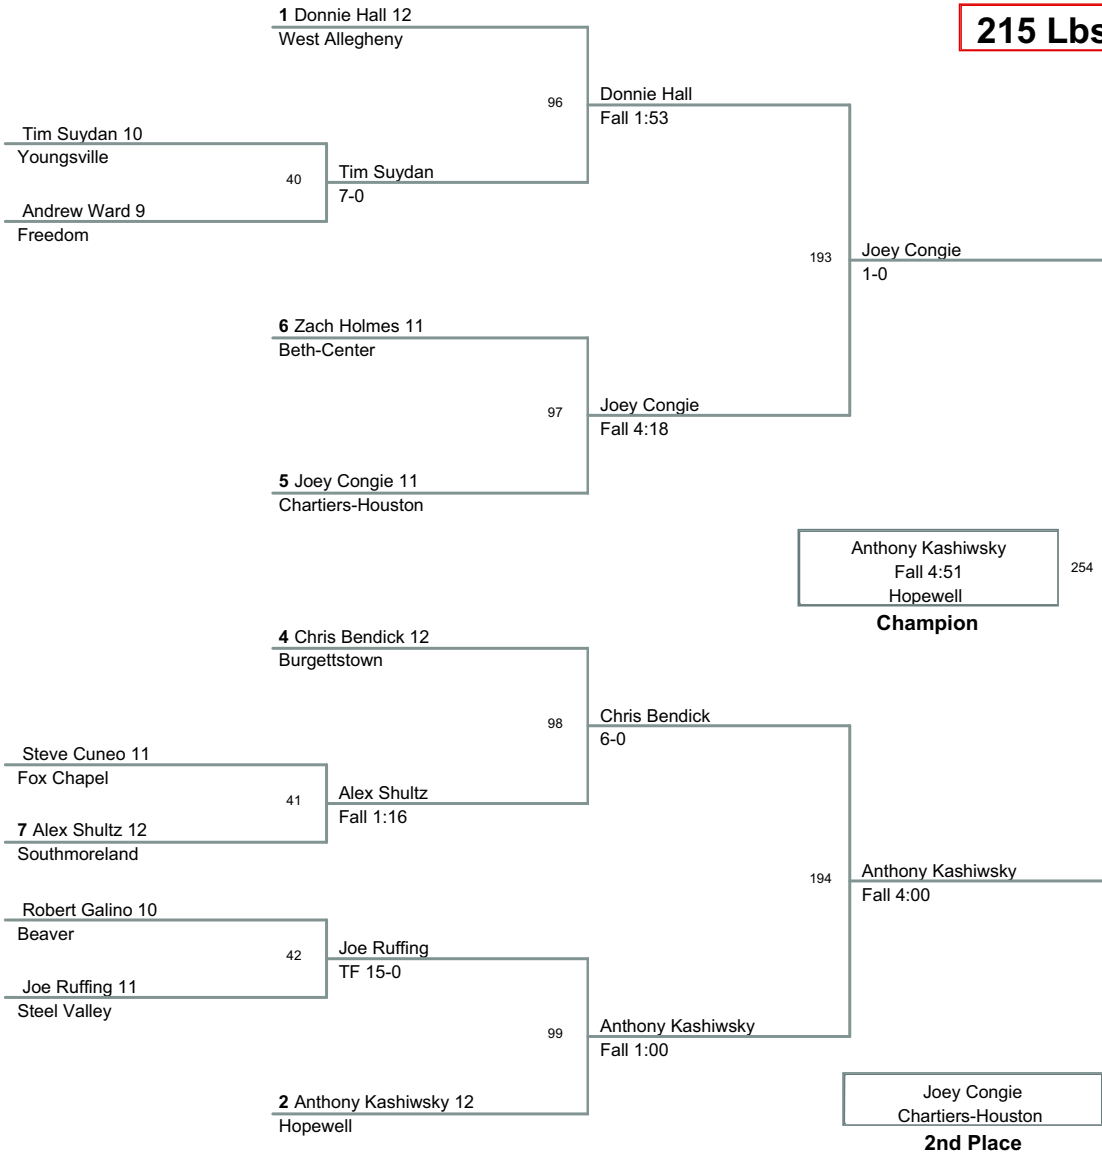 1 Donnie Hall 12
West Allegheny
215 Lbs
96
Donnie Hall
Fall 1:53
Tim Suydan 10
Youngsville
40
Tim Suydan
7-0
Andrew Ward 9
Freedom
193
Joey Congie
1-0
6 Zach Holmes 11
Beth-Center
97
Joey Congie
Fall 4:18
5 Joey Congie 11
Chartiers-Houston
Anthony Kashiwsky
Fall 4:51
Hopewell
254
Champion
4 Chris Bendick 12
Burgettstown
98
Chris Bendick
6-0
Steve Cuneo 11
Fox Chapel
41
Alex Shultz
Fall 1:16
7 Alex Shultz 12
Southmoreland
194
Anthony Kashiwsky
Fall 4:00
Robert Galino 10
Beaver
42
Joe Ruffing
TF 15-0
Joe Ruffing 11
Steel Valley
99
Anthony Kashiwsky
Fall 1:00
2 Anthony Kashiwsky 12
Hopewell
Joey Congie
Chartiers-Houston
2nd Place